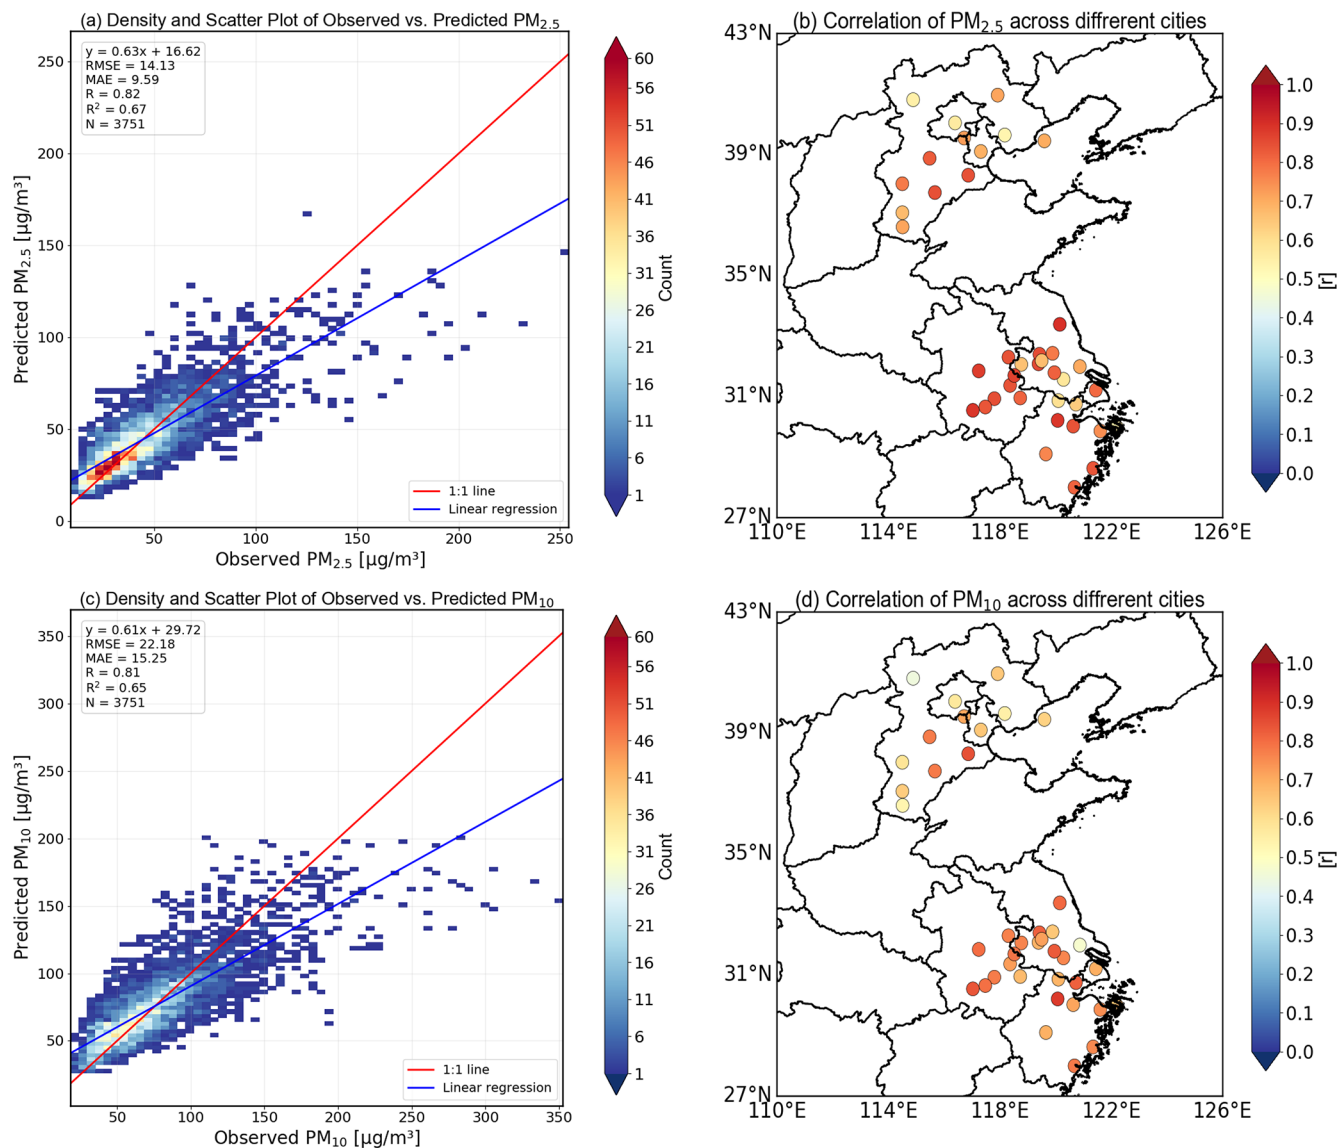 (a) Density and Scatter Plot of Observed vs. Predicted PM2.5
y = 0.63x + 16.62
RMSE = 14.13
MAE = 9.59
R = 0.82
R² = 0.67
N = 3751
250
200
150
100
50
0
Predicted PM2.5 [µg/m³]
50 100 150 200 250
Observed PM2.5 [µg/m³]
1:1 line
Linear regression
60
56
51
46
41
36
31
26
21
16
11
6
1
Count
(b) Correlation of PM2.5 across diffrerent cities
43°N
39°N
35°N
31°N
27°N
110°E 114°E 118°E 122°E 126°E
1.0
0.9
0.8
0.7
0.6
0.5
0.4
0.3
0.2
0.1
0.0
[r]
(c) Density and Scatter Plot of Observed vs. Predicted PM10
y = 0.61x + 29.72
RMSE = 22.18
MAE = 15.25
R = 0.81
R² = 0.65
N = 3751
350
300
250
200
150
100
50
Predicted PM10 [µg/m³]
50 100 150 200 250 300 350
Observed PM10 [µg/m³]
1:1 line
Linear regression
60
56
51
46
41
36
31
26
21
16
11
6
1
Count
(d) Correlation of PM10 across diffrerent cities
43°N
39°N
35°N
31°N
27°N
110°E 114°E 118°E 122°E 126°E
1.0
0.9
0.8
0.7
0.6
0.5
0.4
0.3
0.2
0.1
0.0
[r]